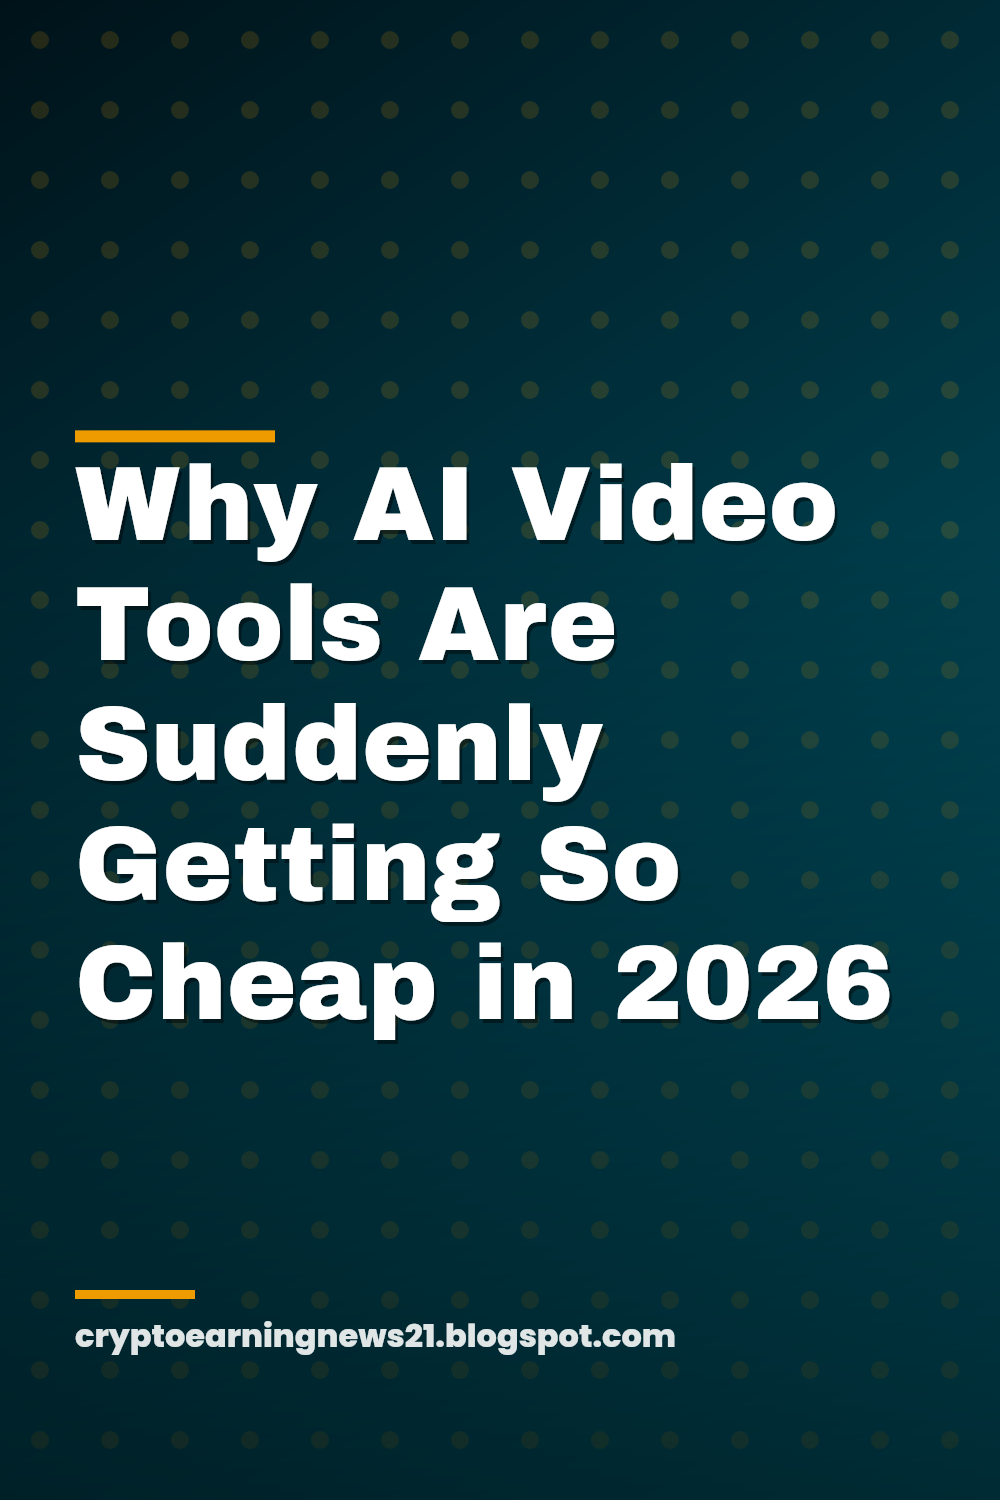 Why AI Video
Tools Are
Suddenly
Getting So
Cheap in 2026
cryptoearningnews21.blogspot.com